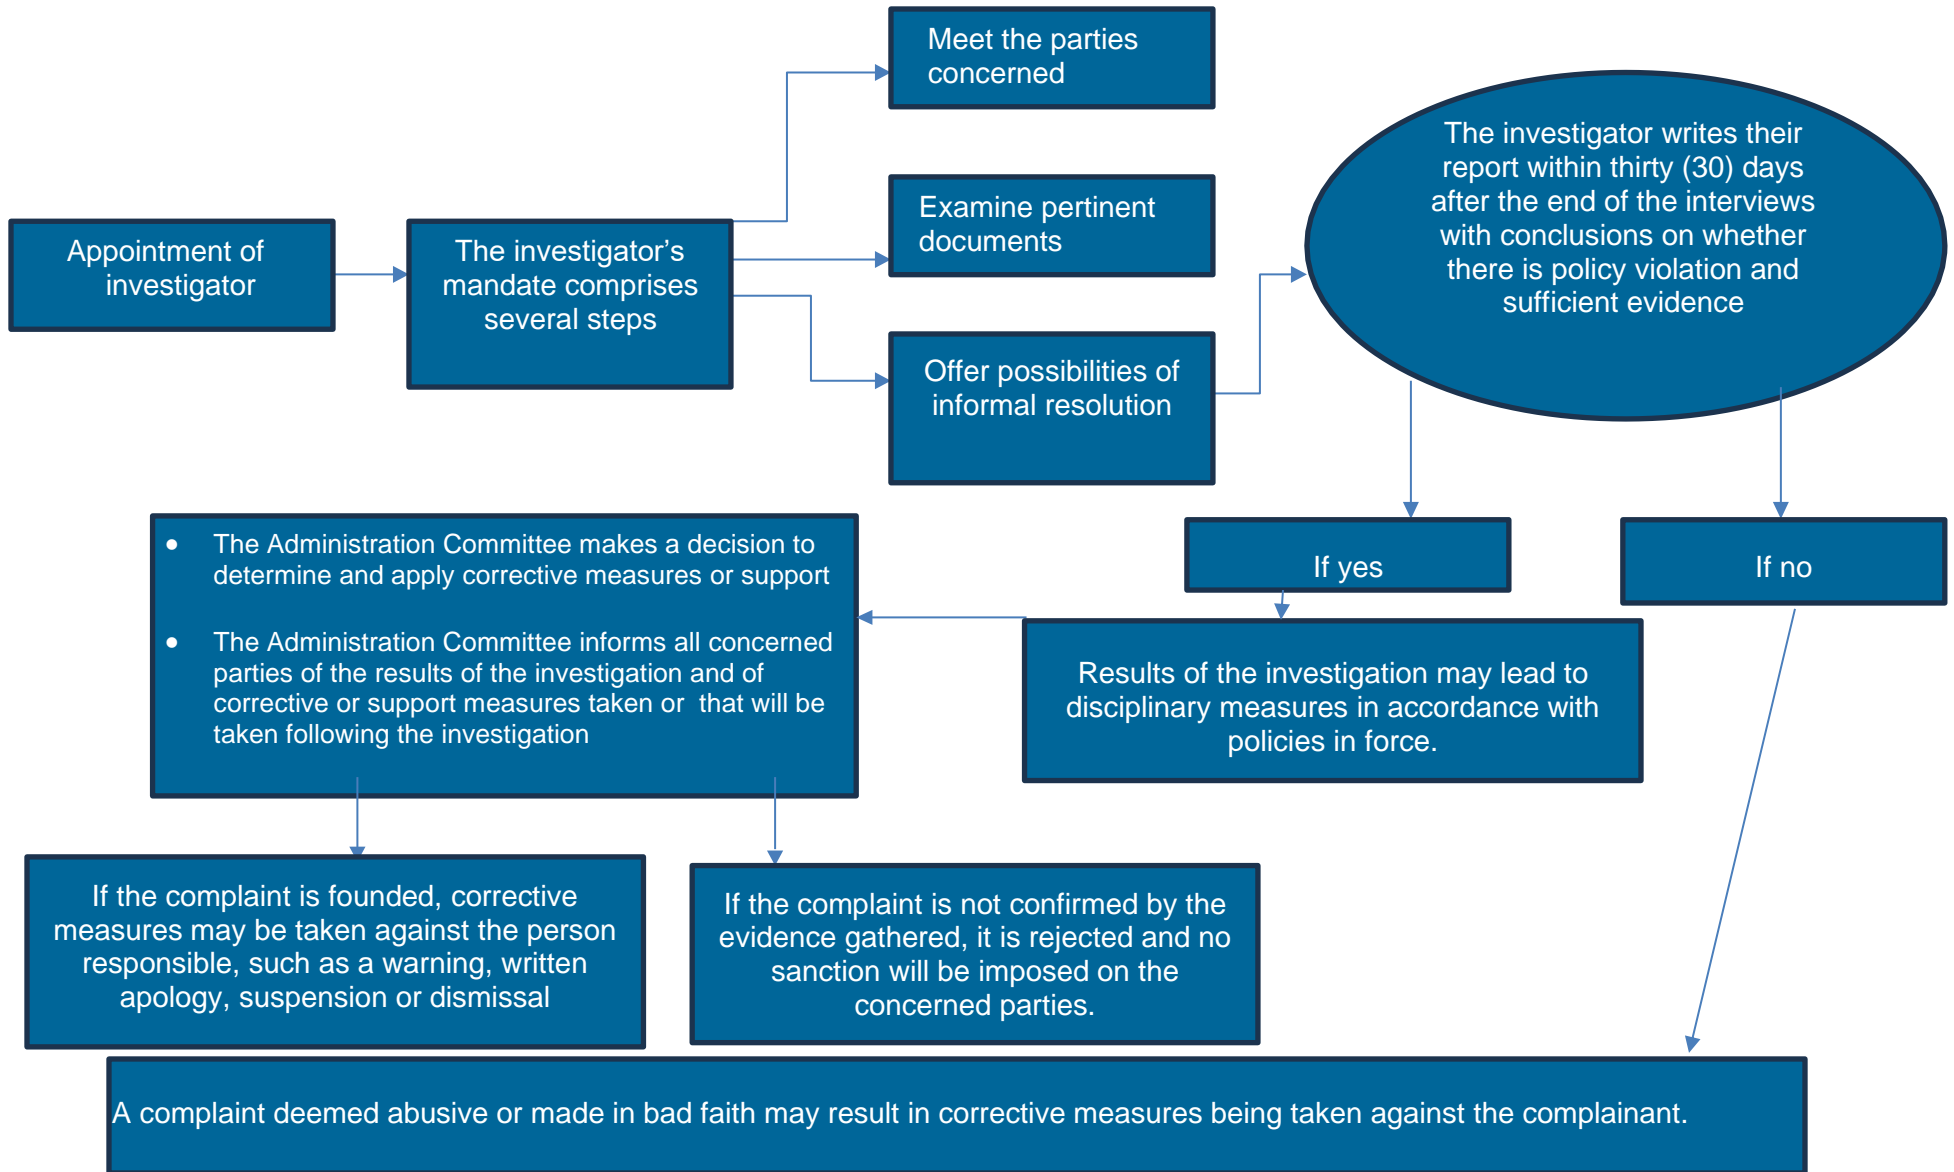 Appointment of
investigator
The investigator’s
mandate comprises
several steps
Meet the parties
concerned
Examine pertinent
documents
Offer possibilities of
informal resolution
The investigator writes their
report within thirty (30) days
after the end of the interviews
with conclusions on whether
there is policy violation and
sufficient evidence
If yes
If no
Results of the investigation may lead to
disciplinary measures in accordance with
policies in force.
● The Administration Committee makes a decision to
determine and apply corrective measures or support
● The Administration Committee informs all concerned
parties of the results of the investigation and of
corrective or support measures taken or that will be
taken following the investigation
If the complaint is founded, corrective
measures may be taken against the person
responsible, such as a warning, written
apology, suspension or dismissal
If the complaint is not confirmed by the
evidence gathered, it is rejected and no
sanction will be imposed on the
concerned parties.
A complaint deemed abusive or made in bad faith may result in corrective measures being taken against the complainant.